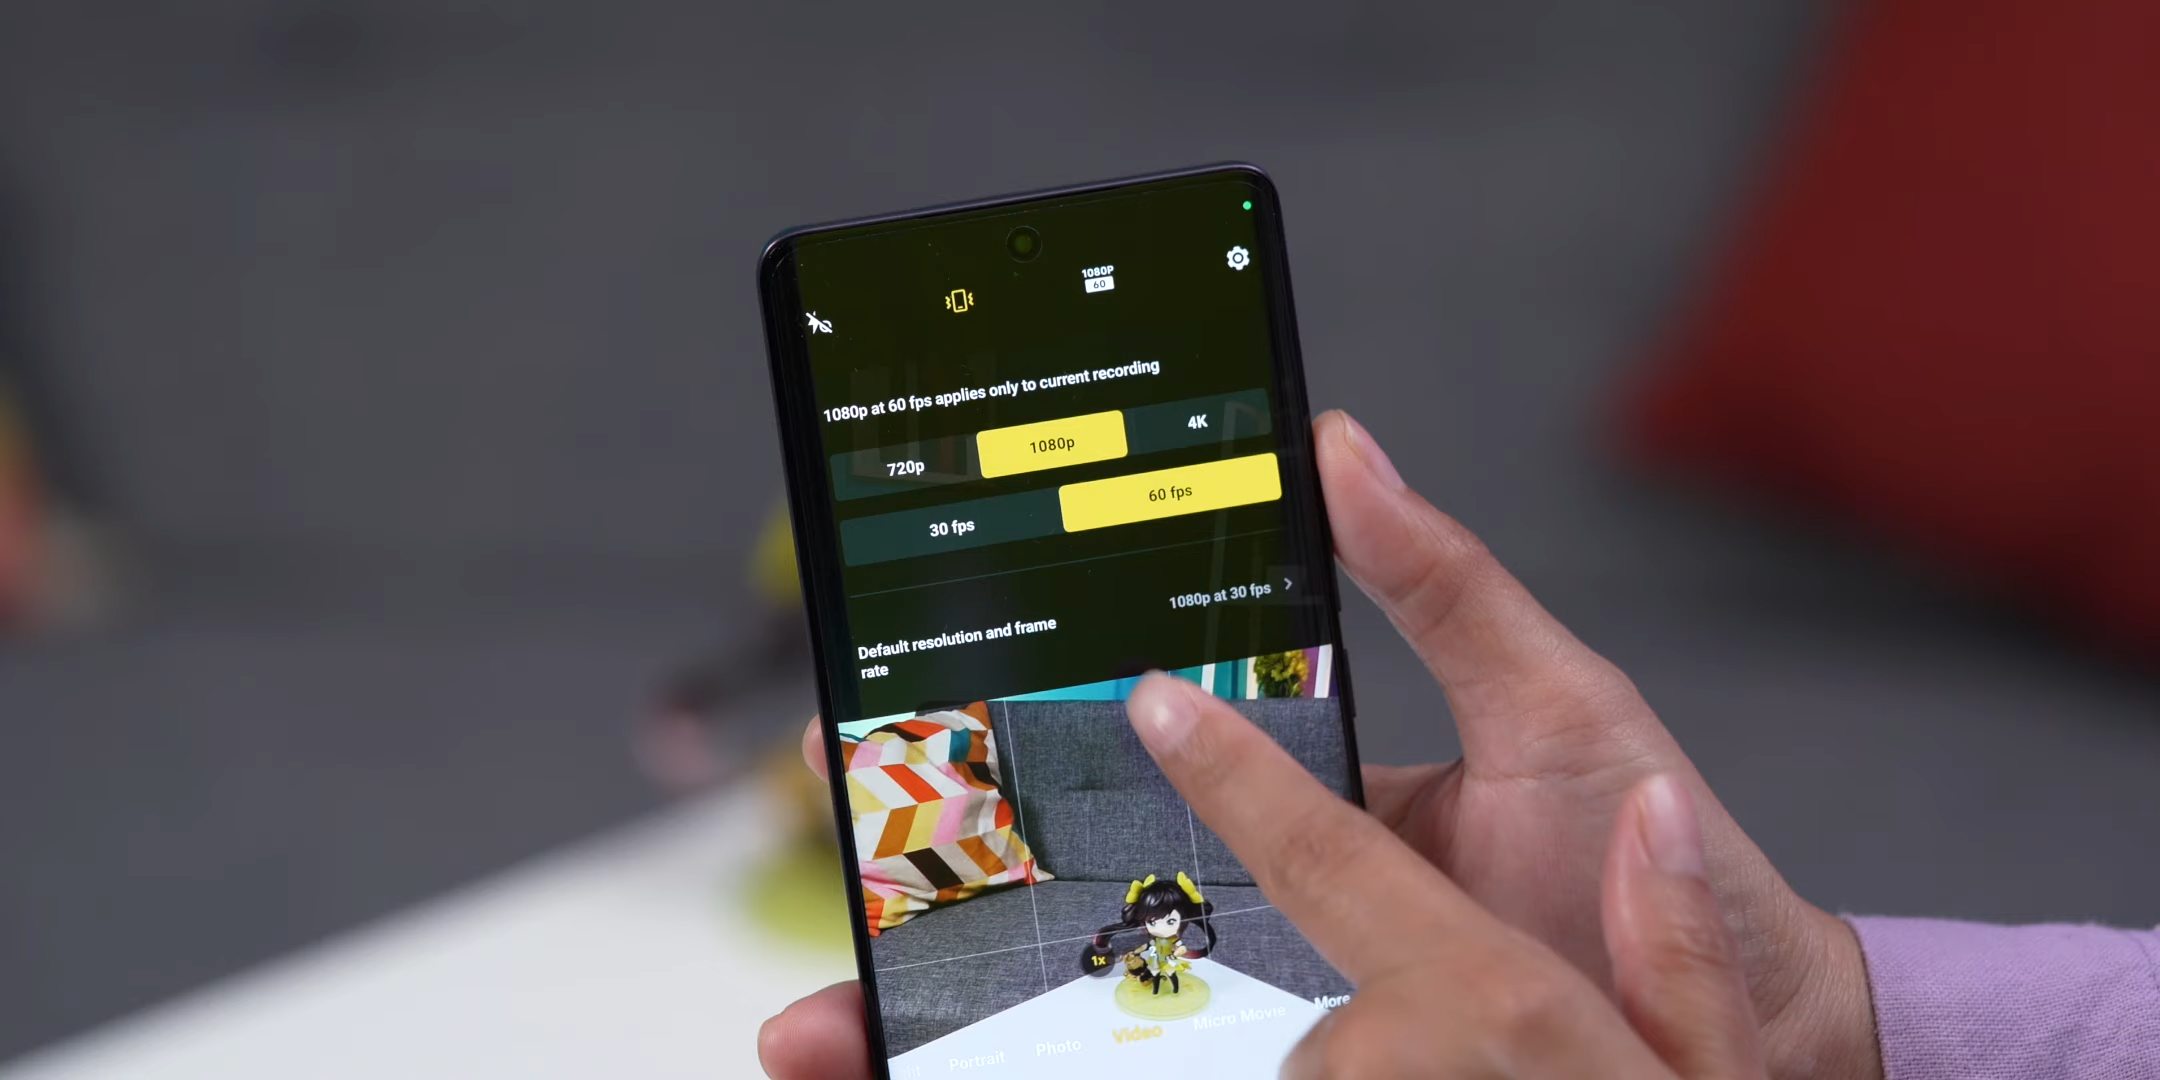 1080P
60
1080p at 60 fps applies only to current recording
720p
1080p
4K
30 fps
60 fps
1080p at 30 fps
Default resolution and frame
rate
1x
Portrait
Photo
Video
Micro Movie
More